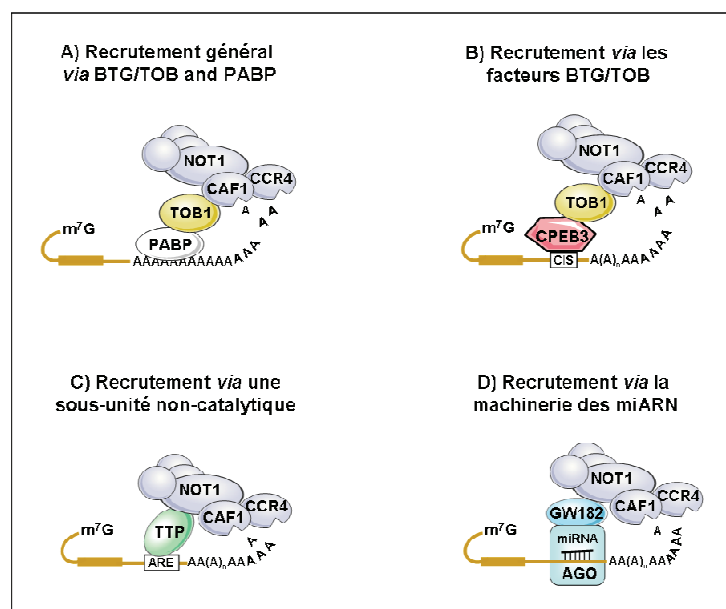 A) Recrutement général
via BTG/TOB and PABP
NOT1
CCR4
CAF1
A
A
A
TOB1
m7G
PABP
AAAAAAAAAAAAAA
B) Recrutement via les
facteurs BTG/TOB
NOT1
CCR4
CAF1
A
A
A
TOB1
m7G
CPEB3
CIS
A(A)n AAAAAAA
C) Recrutement via une
sous-unité non-catalytique
NOT1
CCR4
CAF1
m7G
TTP
A
ARE
AA(A)n AAAAAA
D) Recrutement via la
machinerie des miARN
NOT1
CCR4
CAF1
GW182
m7G
A
miRNA
AGO
AA(A)n AAAAAAA